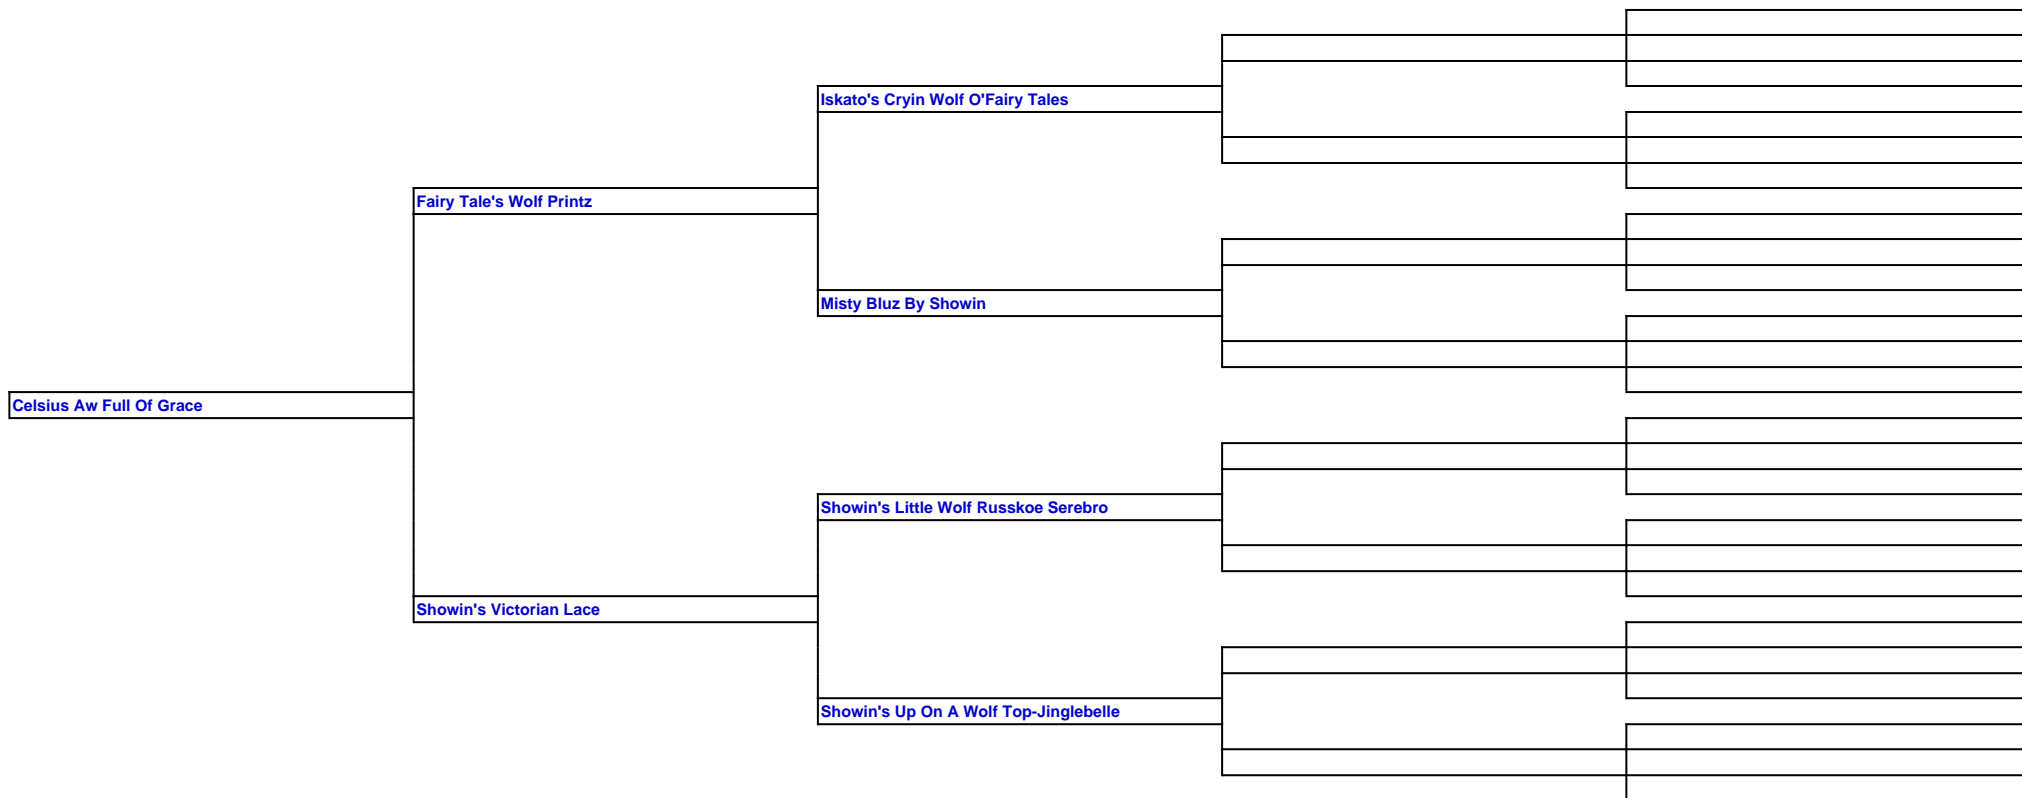 Iskato's Cryin Wolf O'Fairy Tales
Fairy Tale's Wolf Printz
Misty Bluz By Showin
Celsius Aw Full Of Grace
Showin's Little Wolf Russkoe Serebro
Showin's Victorian Lace
Showin's Up On A Wolf Top-Jinglebelle